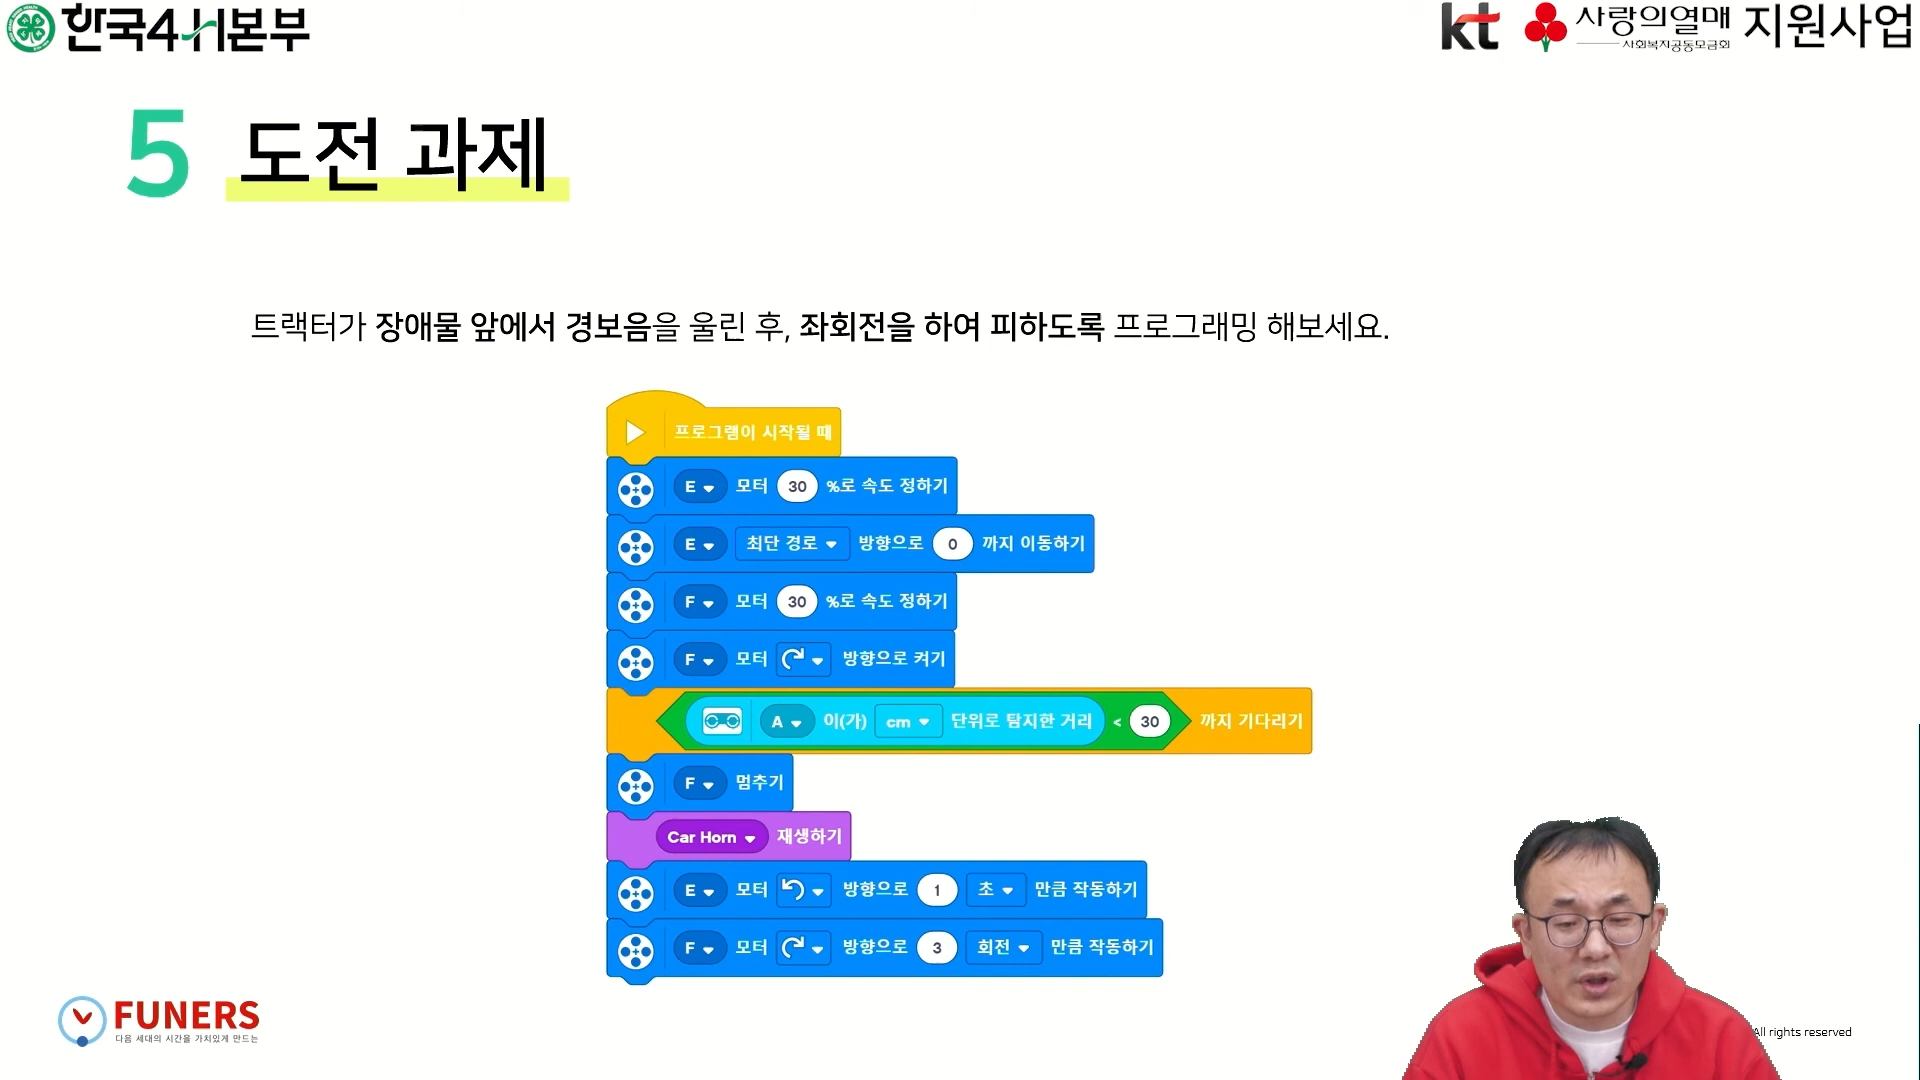 한국4-H본부
kt 사랑의열매 지원사업
사회복지공동모금회
5 도전 과제
트랙터가 장애물 앞에서 경보음을 울린 후, 좌회전을 하여 피하도록 프로그래밍 해보세요.
프로그램이 시작될 때
E 모터 30 %로 속도 정하기
E 최단 경로 방향으로 0 까지 이동하기
F 모터 30 %로 속도 정하기
F 모터 방향으로 켜기
A 이(가) cm 단위로 탐지한 거리 < 30 까지 기다리기
F 멈추기
Car Horn 재생하기
E 모터 방향으로 1 초 만큼 작동하기
F 모터 방향으로 3 회전 만큼 작동하기
FUNERS
다음 세대의 시간을 가치있게 만드는
All rights reserved